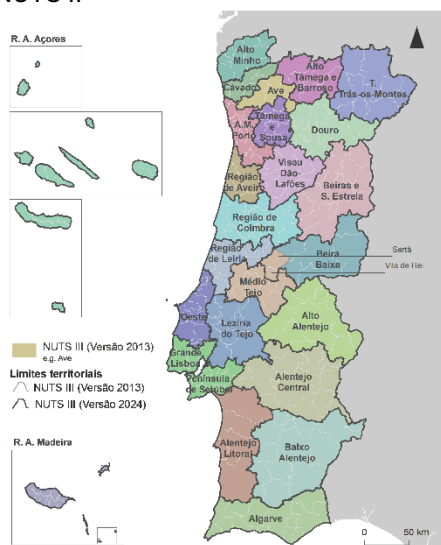 NUTS II
R. A. Açores
Alto
Minho
Cávado
Ave
Alto
Tâmega e
Barroso
T.
Trás-os-Montes
A.M.
Porto
Tâmega
e
Sousa
Douro
Região
de Aveiro
Viseu
Dão-
Lafões
Beiras e
S. Estrela
Região de
Coimbra
Região
de Leiria
Beira
Baixa
Sertã
Vila de Rei
Médio
Tejo
Oeste
Lezíria
do Tejo
Alto
Alentejo
Grande
Lisboa
Península
de Setúbal
Alentejo
Central
Alentejo
Litoral
Baixo
Alentejo
Algarve
NUTS III (Versão 2013)
e.g. Ave
Limites territoriais
NUTS III (Versão 2013)
NUTS III (Versão 2024)
R. A. Madeira
0 50 km